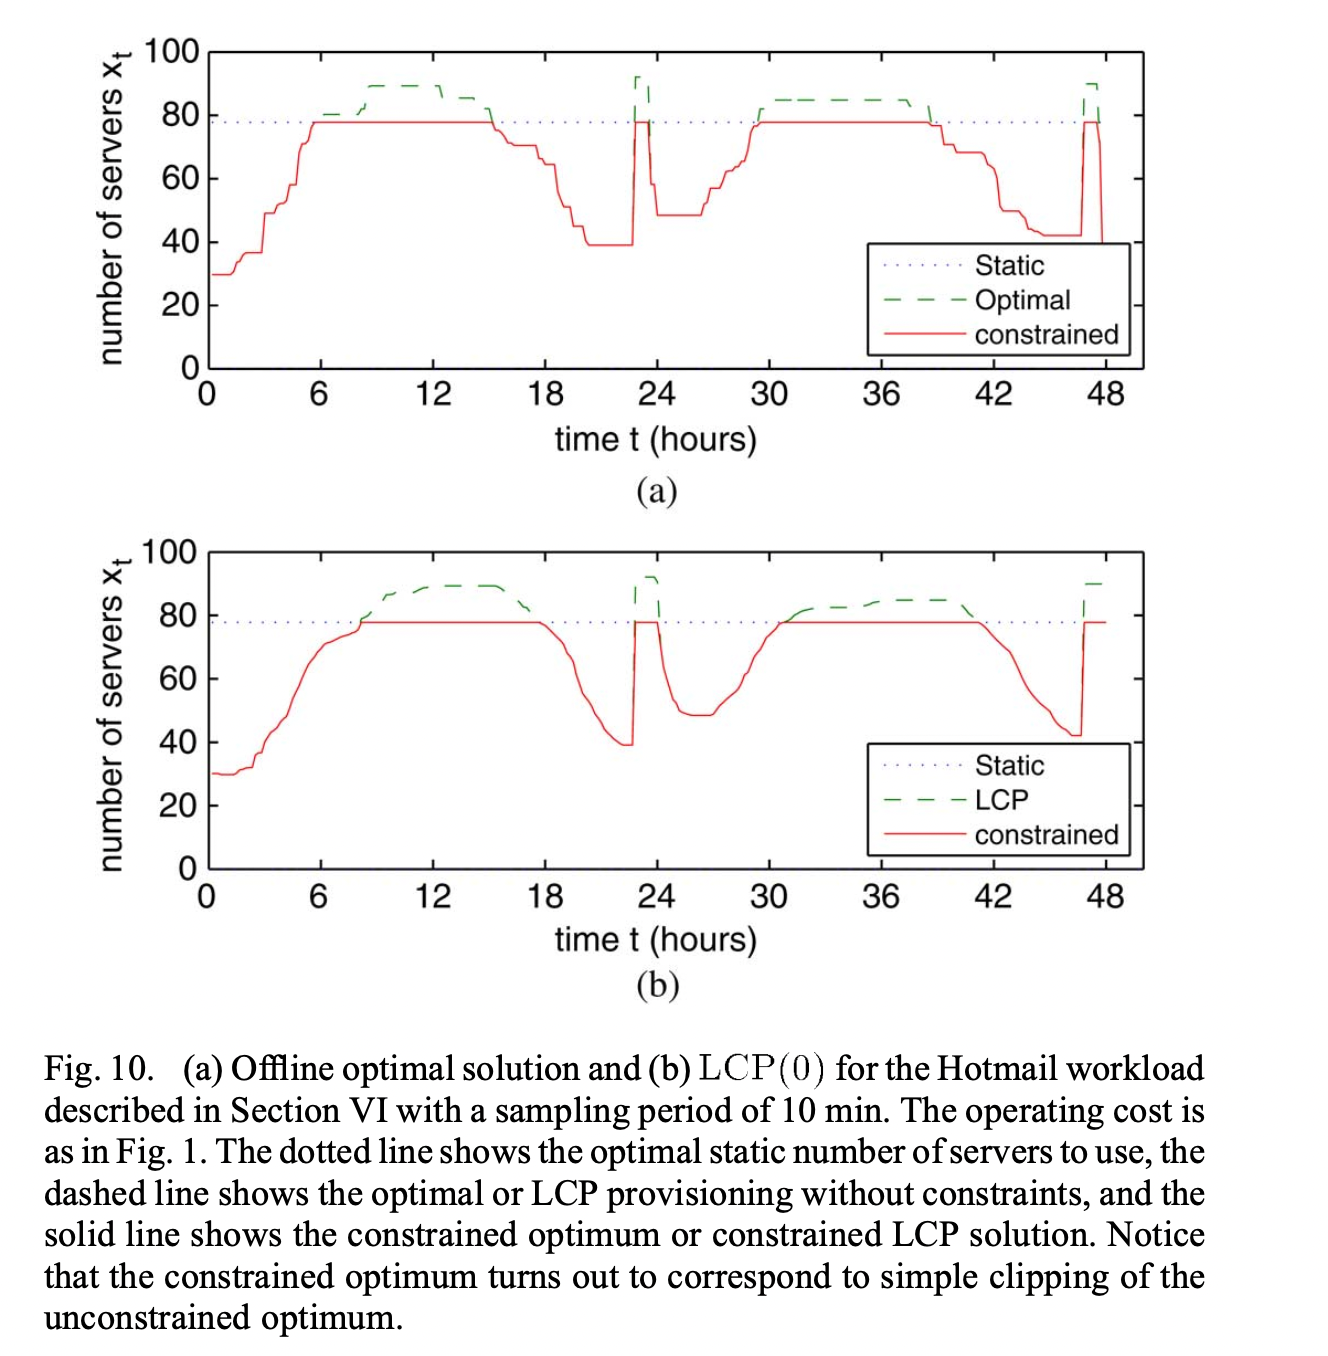 100
80
60
40
20
0
number of servers xt
0 6 12 18 24 30 36 42 48
time t (hours)
Static
Optimal
constrained
(a)
100
80
60
40
20
0
number of servers xt
0 6 12 18 24 30 36 42 48
time t (hours)
Static
LCP
constrained
(b)
Fig. 10. (a) Offline optimal solution and (b) LCP(0) for the Hotmail workload
described in Section VI with a sampling period of 10 min. The operating cost is
as in Fig. 1. The dotted line shows the optimal static number of servers to use, the
dashed line shows the optimal or LCP provisioning without constraints, and the
solid line shows the constrained optimum or constrained LCP solution. Notice
that the constrained optimum turns out to correspond to simple clipping of the
unconstrained optimum.